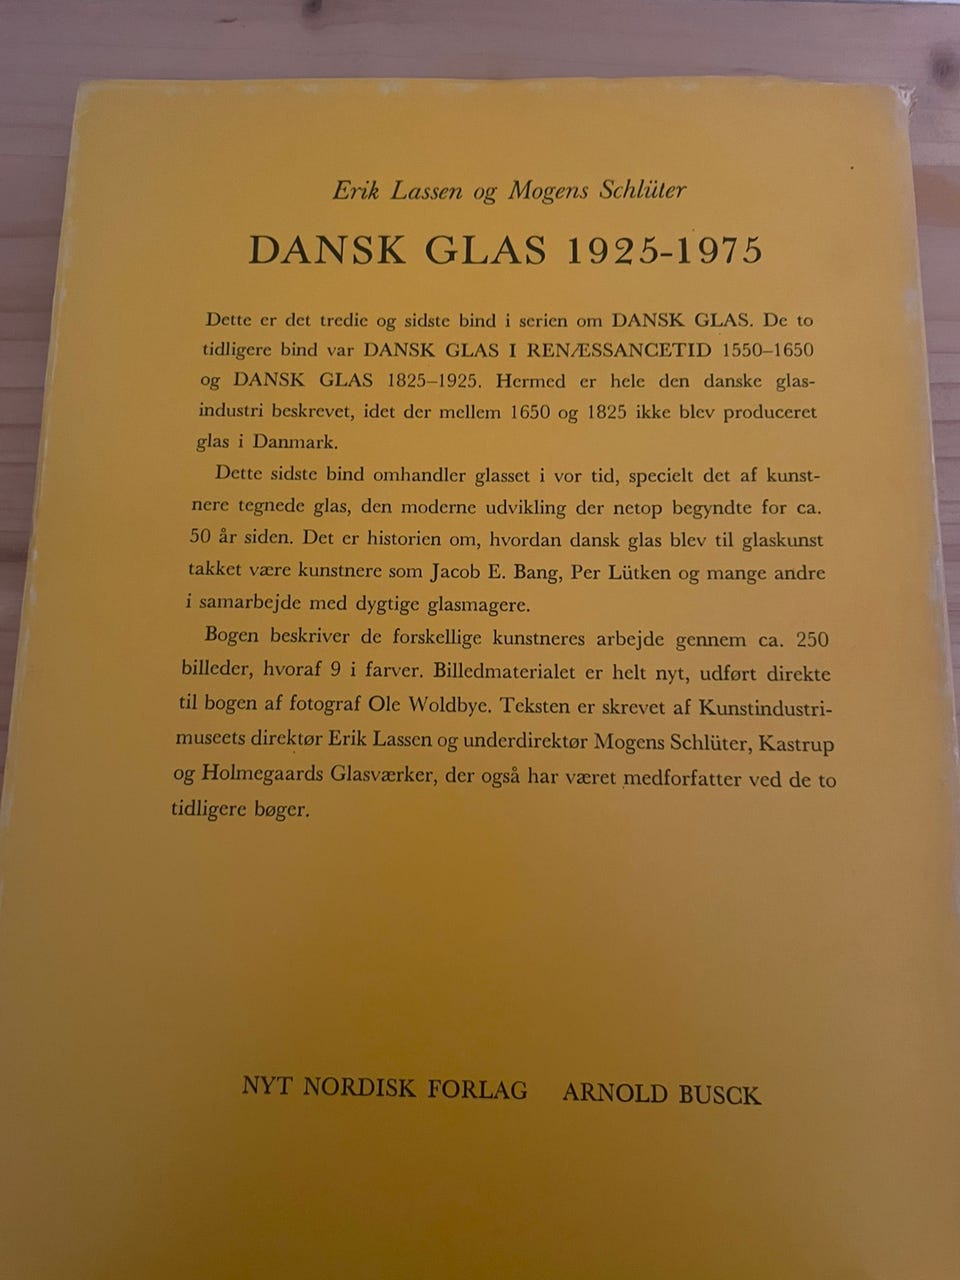 Erik Lassen og Mogens Schlüter
DANSK GLAS 1925-1975
Dette er det tredie og sidste bind i serien om DANSK GLAS. De to
tidligere bind var DANSK GLAS I RENÆSSANCETID 1550–1650
og DANSK GLAS 1825–1925. Hermed er hele den danske glas-
industri beskrevet, idet der mellem 1650 og 1825 ikke blev produceret
glas i Danmark.
Dette sidste bind omhandler glasset i vor tid, specielt det af kunst-
nere tegnede glas, den moderne udvikling der netop begyndte for ca.
50 år siden. Det er historien om, hvordan dansk glas blev til glaskunst
takket være kunstnere som Jacob E. Bang, Per Lütken og mange andre
i samarbejde med dygtige glasmagere.
Bogen beskriver de forskellige kunstneres arbejde gennem ca. 250
billeder, hvoraf 9 i farver. Billedmaterialet er helt nyt, udført direkte
til bogen af fotograf Ole Woldbye. Teksten er skrevet af Kunstindustri-
museets direktør Erik Lassen og underdirektør Mogens Schlüter, Kastrup
og Holmegaards Glasværker, der også har været medforfatter ved de to
tidligere bøger.
NYT NORDISK FORLAG ARNOLD BUSCK